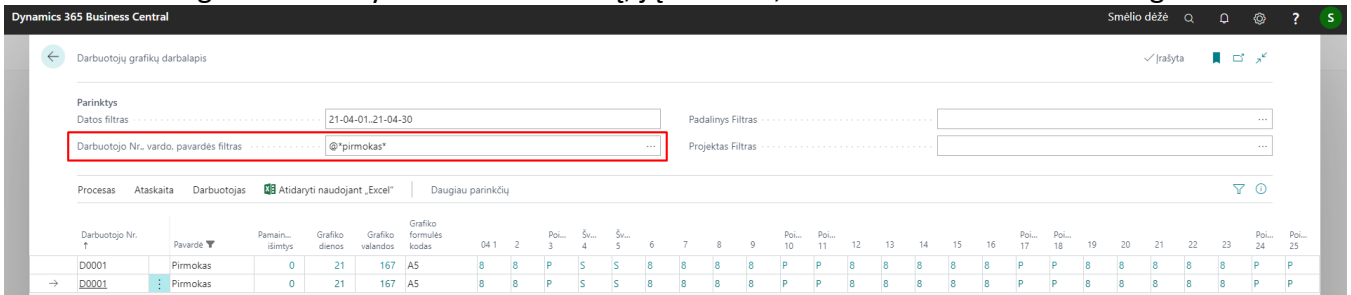 Dynamics 365 Business Central
Smėlio dėžė
?
S
Darbuotojų grafikų darbalapis
Įrašyta
Parinktys
Datos filtras
21-04-01..21-04-30
Padalinys Filtras
...
Darbuotojo Nr., vardo, pavardės filtras
@*pirmokas*
...
Projektas Filtras
...
Procesas Ataskaita Darbuotojas Atidaryti naudojant „Excel“ Daugiau parinkčių
Darbuotojo Nr. ↑ Pavardė Pamain... išimtys Grafiko dienos Grafiko valandos Grafiko formulės kodas 04 1 2 Poi... 3 Šv... 4 Šv... 5 6 7 8 9 Poi... 10 Poi... 11 12 13 14 15 16 Poi... 17 Poi... 18 19 20 21 22 23 Poi... 24 Poi... 25
D0001 Pirmokas 0 21 167 A5 8 8 P S S 8 8 8 8 P P 8 8 8 8 8 P P 8 8 8 8 8 P P
→ D0001 Pirmokas 0 21 167 A5 8 8 P S S 8 8 8 8 P P 8 8 8 8 8 P P 8 8 8 8 8 P P